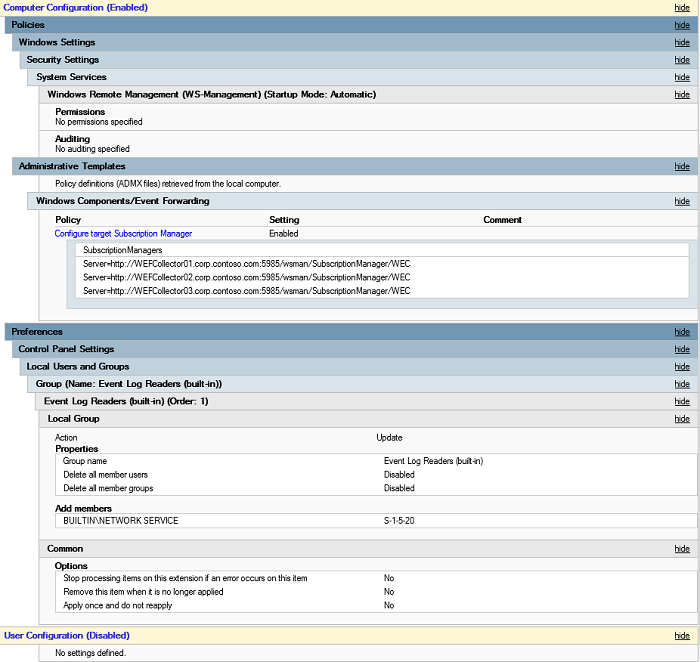 Computer Configuration (Enabled) hide
Policies hide
Windows Settings hide
Security Settings hide
System Services hide
Windows Remote Management (WS-Management) (Startup Mode: Automatic) hide
Permissions
No permissions specified
Auditing
No auditing specified
Administrative Templates hide
Policy definitions (ADMX files) retrieved from the local computer.
Windows Components/Event Forwarding hide
Policy Setting Comment
Configure target Subscription Manager Enabled
SubscriptionManagers
Server=http://WEFCollector01.corp.contoso.com:5985/wsman/SubscriptionManager/WEC
Server=http://WEFCollector02.corp.contoso.com:5985/wsman/SubscriptionManager/WEC
Server=http://WEFCollector03.corp.contoso.com:5985/wsman/SubscriptionManager/WEC
Preferences hide
Control Panel Settings hide
Local Users and Groups hide
Group (Name: Event Log Readers (built-in)) hide
Event Log Readers (built-in) (Order: 1) hide
Local Group hide
Action Update
Properties
Group name Event Log Readers (built-in)
Delete all member users Disabled
Delete all member groups Disabled
Add members
BUILTIN\NETWORK SERVICE S-1-5-20
Common hide
Options
Stop processing items on this extension if an error occurs on this item No
Remove this item when it is no longer applied No
Apply once and do not reapply No
User Configuration (Disabled) hide
No settings defined.